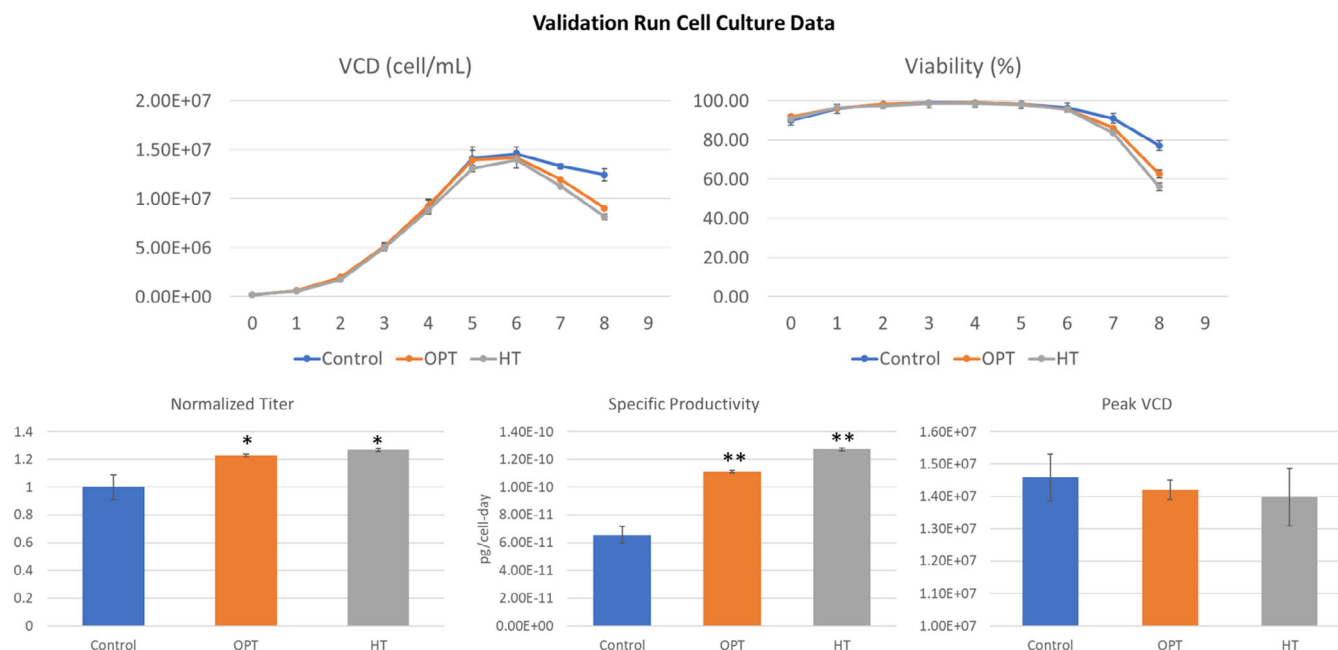 Validation Run Cell Culture Data
VCD (cell/mL)
2.00E+07
1.50E+07
1.00E+07
5.00E+06
0.00E+00
0 1 2 3 4 5 6 7 8 9
Control OPT HT
Viability (%)
100.00
80.00
60.00
40.00
20.00
0.00
0 1 2 3 4 5 6 7 8 9
Control OPT HT
Normalized Titer
1.4
1.2
1
0.8
0.6
0.4
0.2
0
* *
Control OPT HT
Specific Productivity
pg/cell-day
1.40E-10
1.20E-10
1.00E-10
8.00E-11
6.00E-11
4.00E-11
2.00E-11
0.00E+00
** **
Control OPT HT
Peak VCD
1.60E+07
1.50E+07
1.40E+07
1.30E+07
1.20E+07
1.10E+07
1.00E+07
Control OPT HT